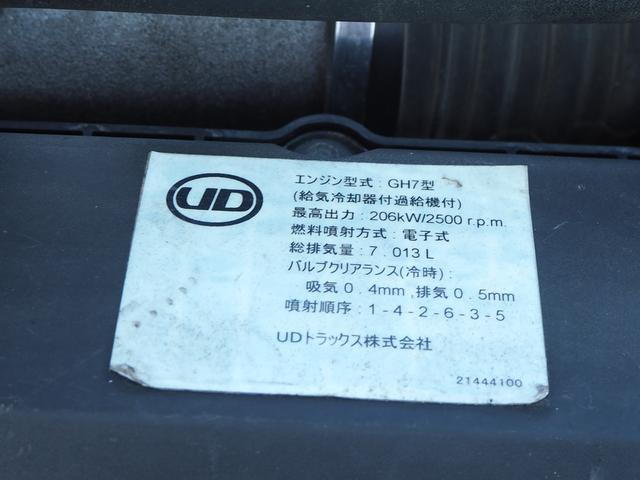 UD
エンジン型式：GH7型
(給気冷却器付過給機付)
最高出力：206kW/2500 r.p.m.
燃料噴射方式：電子式
総排気量：7.013 L
バルブクリアランス(冷時)：
吸気 0.4mm ,排気 0.5mm
噴射順序：1-4-2-6-3-5
UDトラックス株式会社
21444100